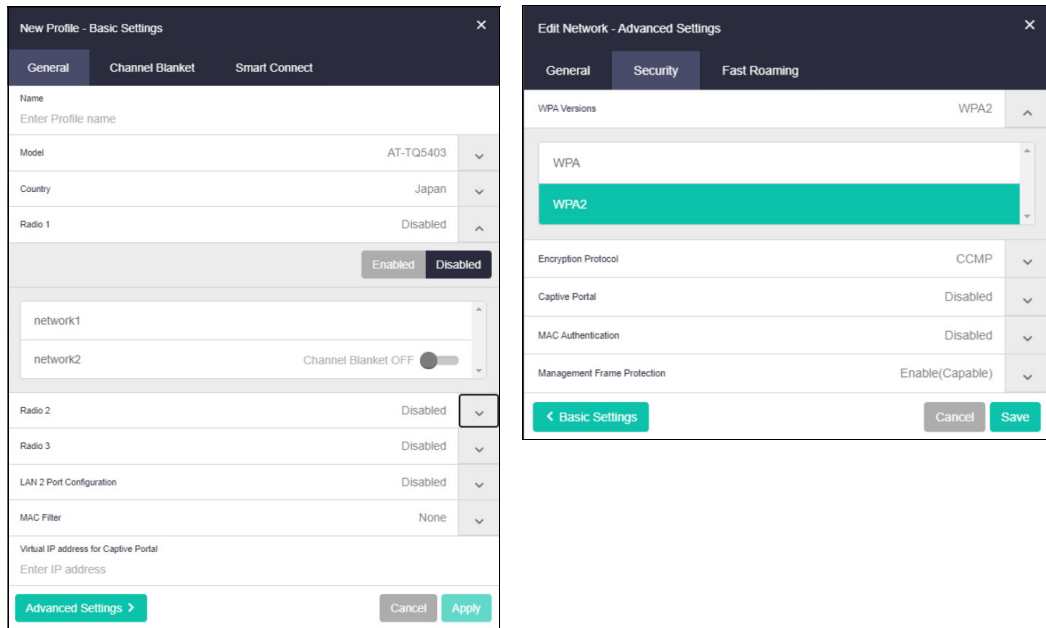 New Profile - Basic Settings ×
General Channel Blanket Smart Connect
Name
Enter Profile name
Model AT-TQ5403
Country Japan
Radio 1 Disabled
Enabled Disabled
network1
network2 Channel Blanket OFF
Radio 2 Disabled
Radio 3 Disabled
LAN 2 Port Configuration Disabled
MAC Filter None
Virtual IP address for Captive Portal
Enter IP address
Advanced Settings > Cancel Apply
Edit Network - Advanced Settings ×
General Security Fast Roaming
WPA Versions WPA2
WPA
WPA2
Encryption Protocol CCMP
Captive Portal Disabled
MAC Authentication Disabled
Management Frame Protection Enable(Capable)
< Basic Settings Cancel Save